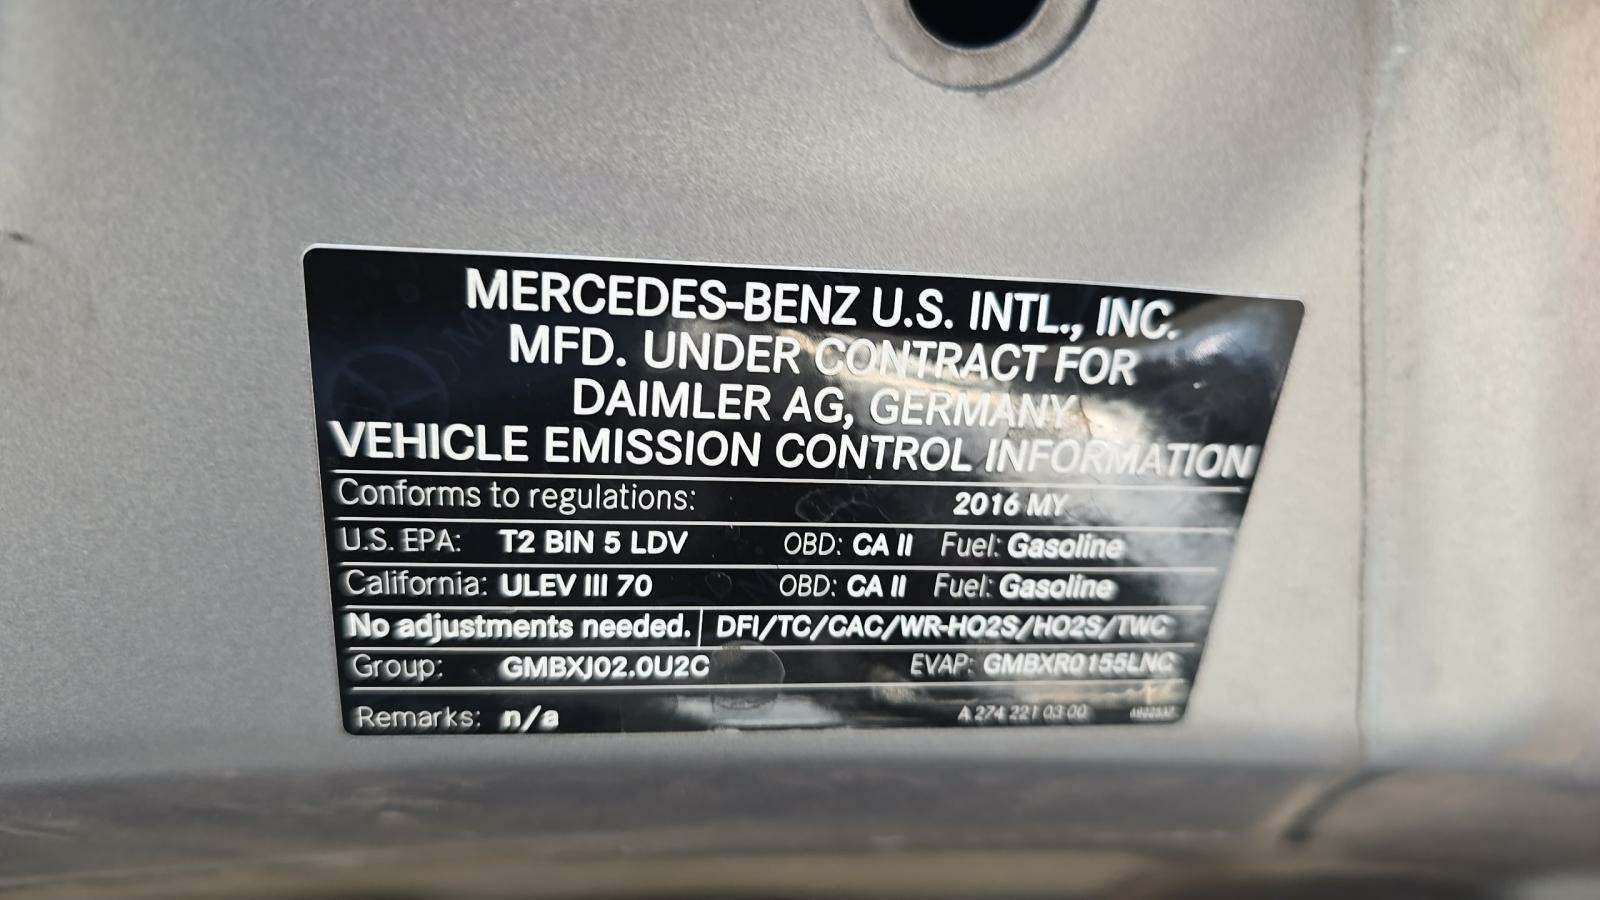 MERCEDES-BENZ U.S. INTL., INC.
MFD. UNDER CONTRACT FOR
DAIMLER AG, GERMANY
VEHICLE EMISSION CONTROL INFORMATION
Conforms to regulations: 2016 MY
U.S. EPA: T2 BIN 5 LDV OBD: CA II Fuel: Gasoline
California: ULEV III 70 OBD: CA II Fuel: Gasoline
No adjustments needed. DFI/TC/CAC/WR-HO2S/HO2S/TWC
Group: GMBXJ02.0U2C EVAP: GMBXR0155LNC
Remarks: n/a A 274 221 03 00